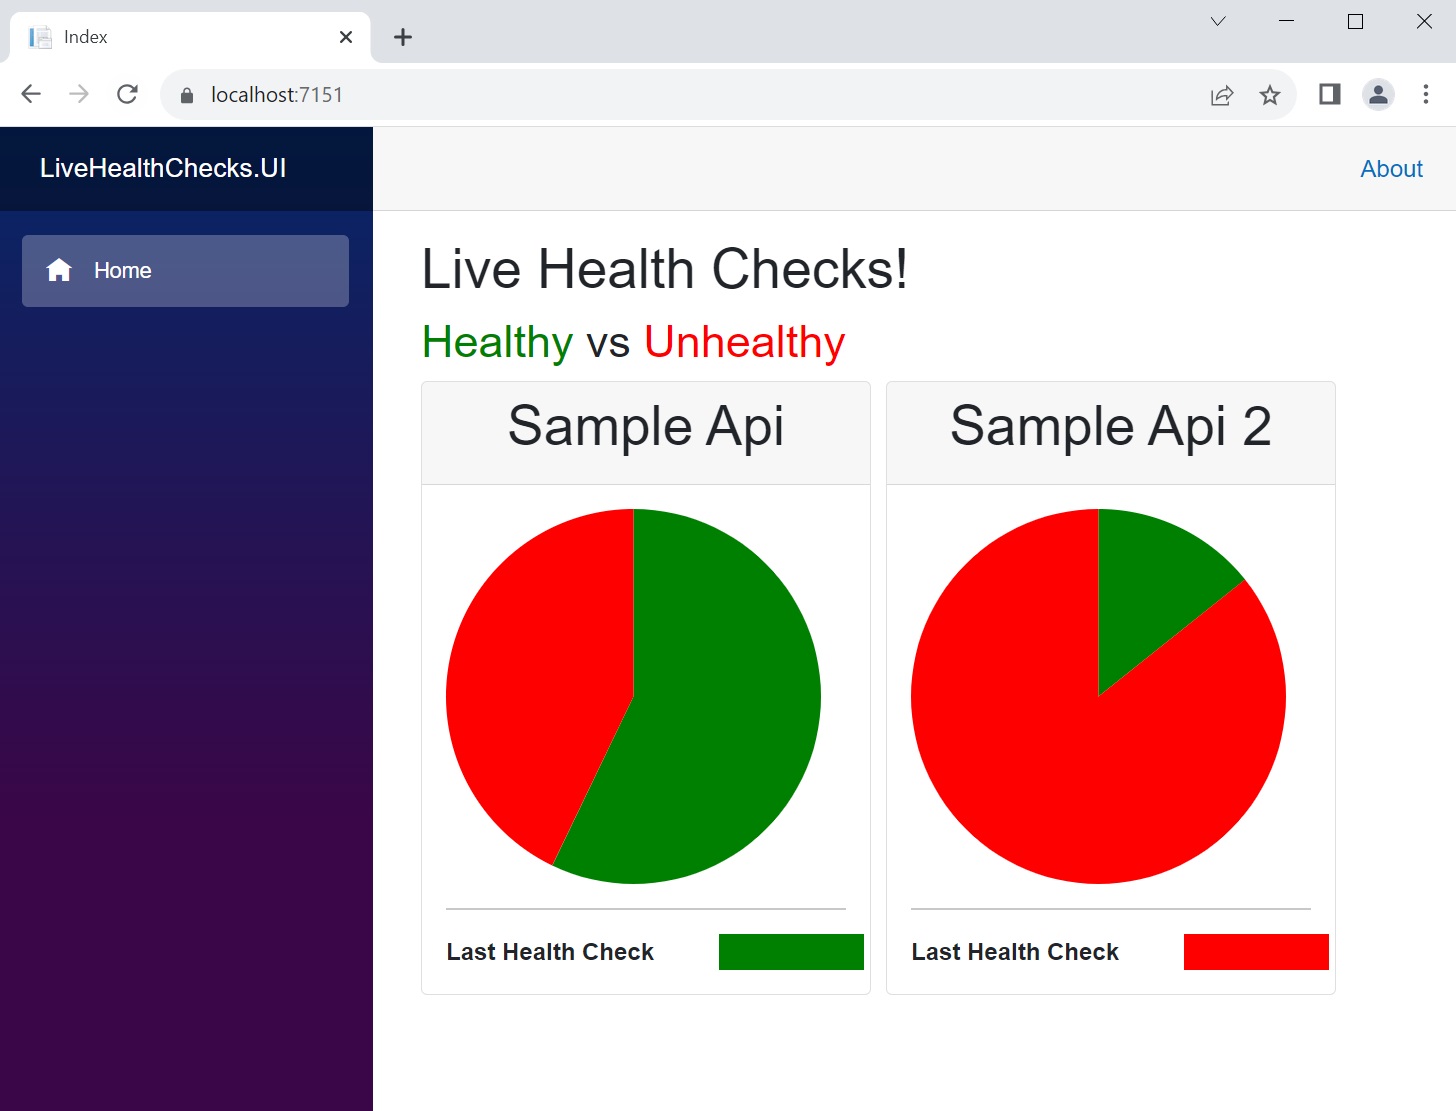 Index
localhost:7151
LiveHealthChecks.UI
About
Home
Live Health Checks!
Healthy vs Unhealthy
Sample Api
Last Health Check
Sample Api 2
Last Health Check